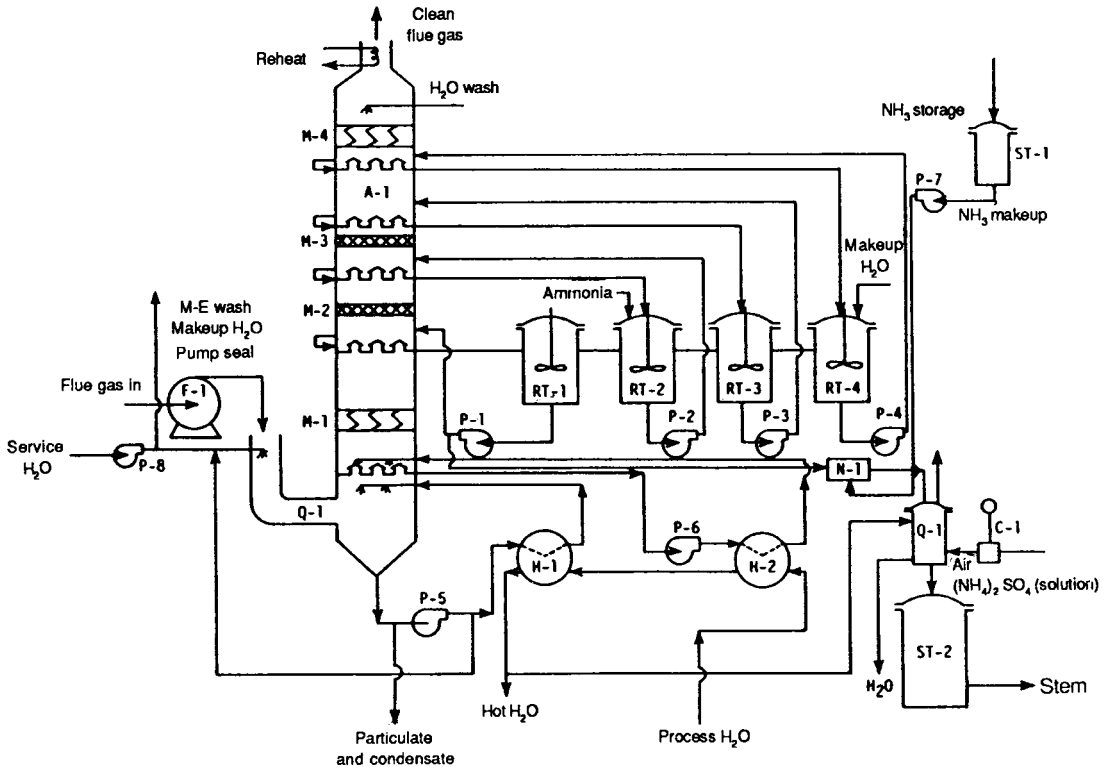 Clean
flue gas
Reheat
H₂O wash
M-4
NH₃ storage
ST-1
A-1
P-7
NH₃ makeup
M-3
Makeup
H₂O
Ammonia
M-E wash
Makeup H₂O
Pump seal
M-2
Flue gas in
F-1
RT-1
RT-2
RT-3
RT-4
M-1
P-1
P-2
P-3
P-4
Service
H₂O
P-8
N-1
Q-1
P-6
Q-1
C-1
H-1
H-2
Air
(NH₄)₂ SO₄ (solution)
P-5
ST-2
H₂O
Stem
Hot H₂O
Particulate
and condensate
Process H₂O